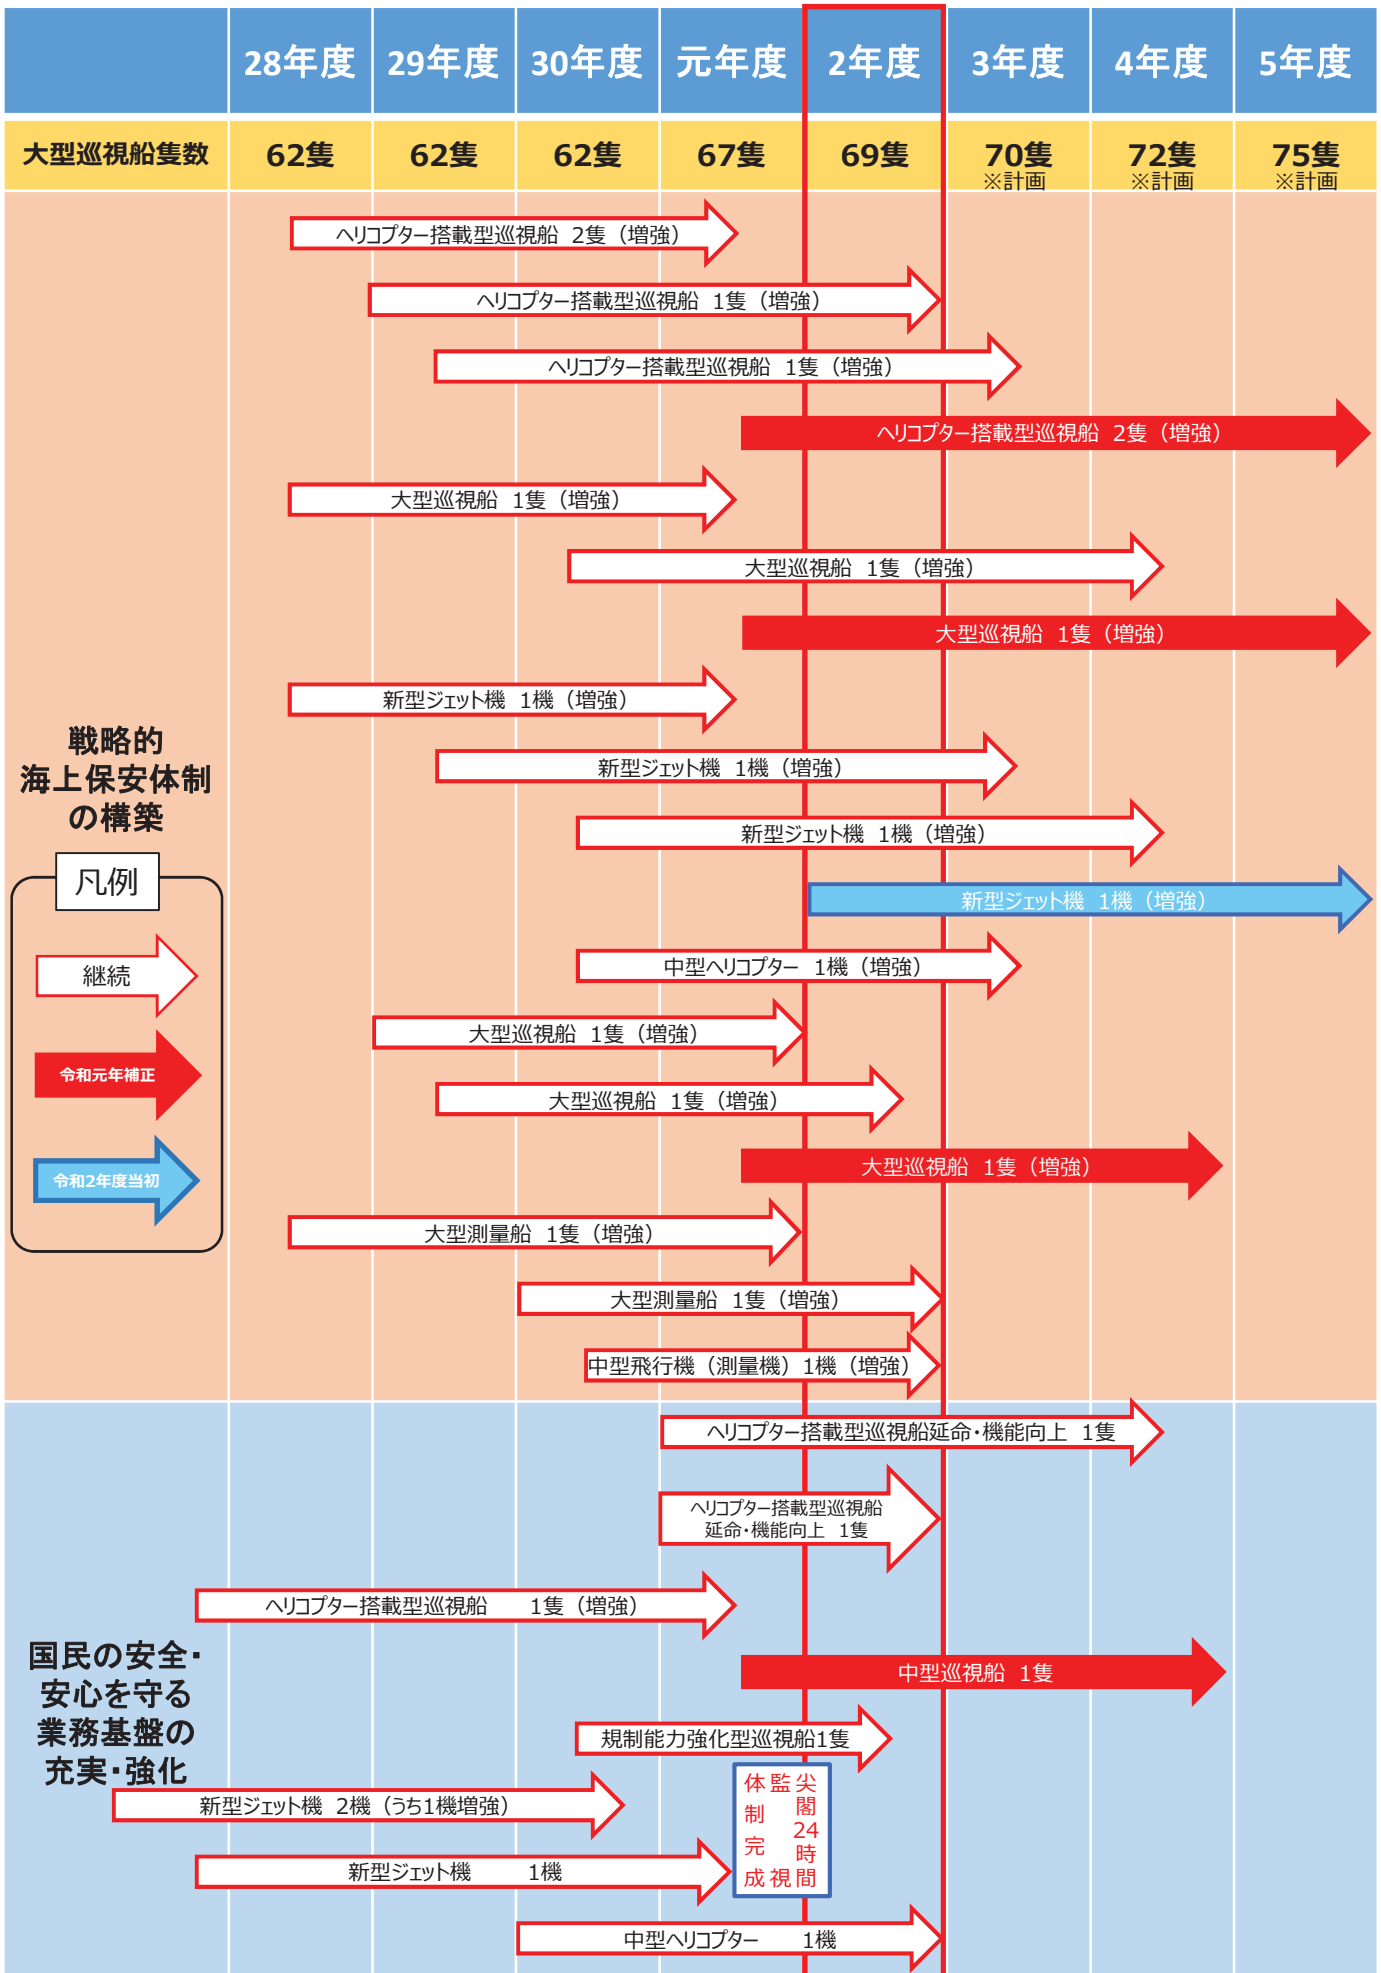 28年度 29年度 30年度 元年度 2年度 3年度 4年度 5年度
大型巡視船隻数 62隻 62隻 62隻 67隻 69隻 70隻 72隻 75隻
※計画 ※計画 ※計画
ヘリコプター搭載型巡視船 2隻（増強）
ヘリコプター搭載型巡視船 1隻（増強）
ヘリコプター搭載型巡視船 1隻（増強）
ヘリコプター搭載型巡視船 2隻（増強）
大型巡視船 1隻（増強）
大型巡視船 1隻（増強）
大型巡視船 1隻（増強）
新型ジェット機 1機（増強）
戦略的
海上保安体制
の構築
新型ジェット機 1機（増強）
新型ジェット機 1機（増強）
新型ジェット機 1機（増強）
凡例
継続
令和元年補正
令和2年度当初
中型ヘリコプター 1機（増強）
大型巡視船 1隻（増強）
大型巡視船 1隻（増強）
大型巡視船 1隻（増強）
大型測量船 1隻（増強）
大型測量船 1隻（増強）
中型飛行機（測量機）1機（増強）
ヘリコプター搭載型巡視船延命・機能向上 1隻
ヘリコプター搭載型巡視船
延命・機能向上 1隻
ヘリコプター搭載型巡視船 1隻（増強）
国民の安全・
安心を守る
業務基盤の
充実・強化
中型巡視船 1隻
規制能力強化型巡視船1隻
新型ジェット機 2機（うち1機増強）
尖閣24時間
監視
体制完成
新型ジェット機 1機
中型ヘリコプター 1機